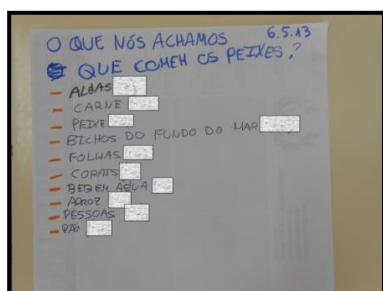 O QUE NÓS ACHAMOS 6.5.13
QUE COMEM OS PEIXES?
- ALGAS
- CARNE
- PEIXE
- BICHOS DO FUNDO DO MAR
- FOLHAS
- CORAIS
- BEBEM ÁGUA
- ARROZ
- PESSOAS
- PÃO